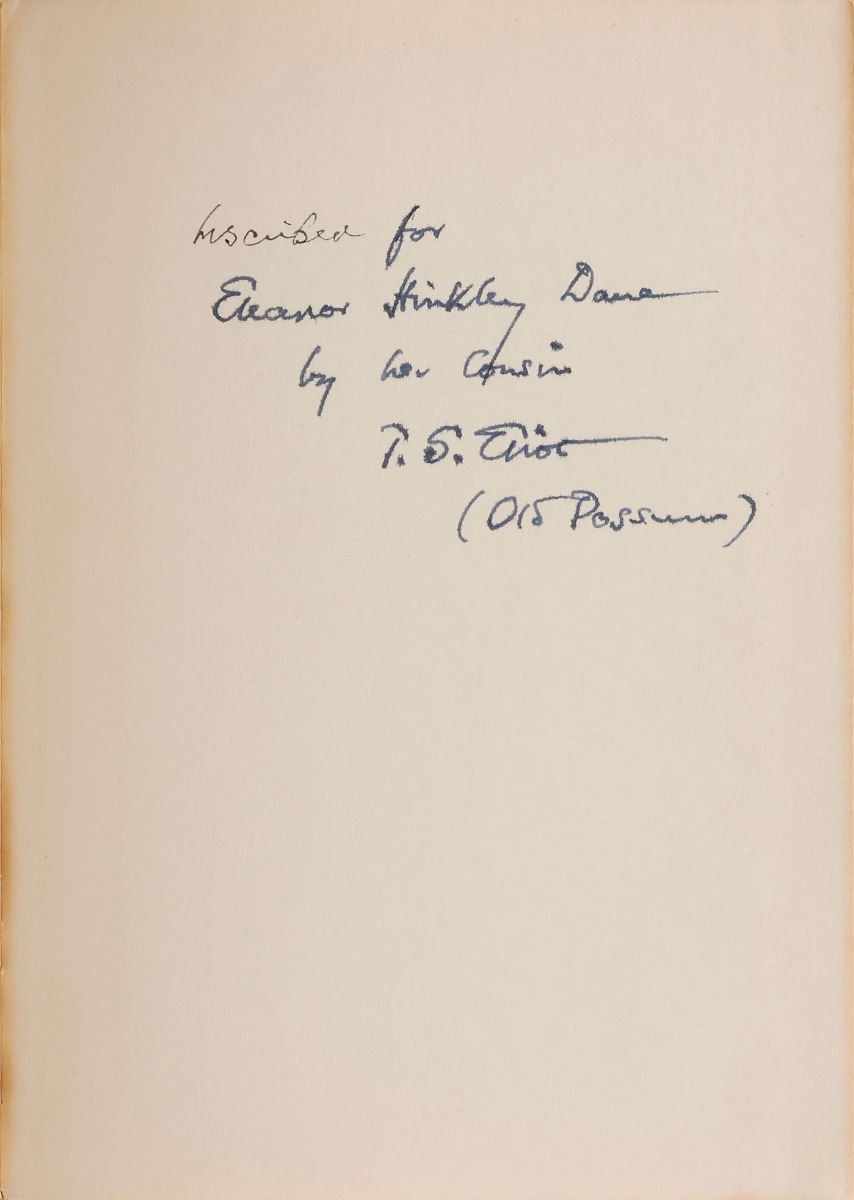 Inscribed for
Eleanor Hinkley Dana
by her Cousin
T. S. Eliot
(Old Possum)